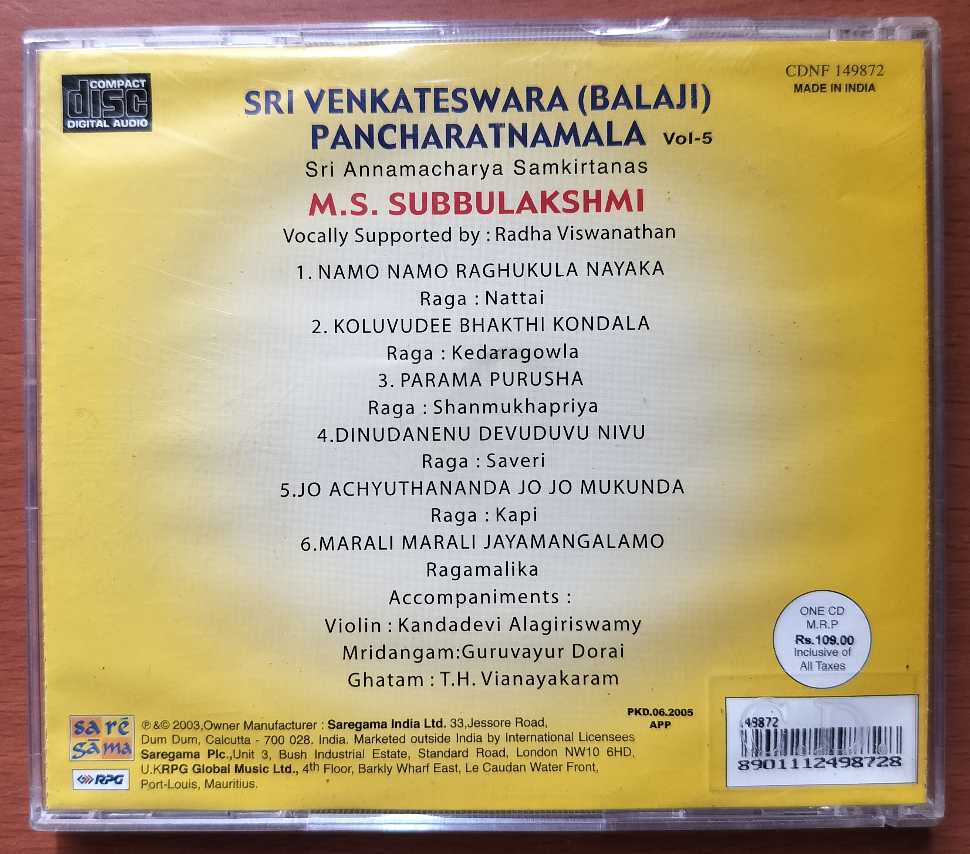 COMPACT
disc
DIGITAL AUDIO
CDNF 149872
MADE IN INDIA
SRI VENKATESWARA (BALAJI)
PANCHARATNAMALA Vol-5
Sri Annamacharya Samkirtanas
M.S. SUBBULAKSHMI
Vocally Supported by : Radha Viswanathan
1. NAMO NAMO RAGHUKULA NAYAKA
Raga : Nattai
2. KOLUVUDEE BHAKTHI KONDALA
Raga : Kedaragowla
3. PARAMA PURUSHA
Raga : Shanmukhapriya
4.DINUDANENU DEVUDUVU NIVU
Raga : Saveri
5.JO ACHYUTHANANDA JO JO MUKUNDA
Raga : Kapi
6.MARALI MARALI JAYAMANGALAMO
Ragamalika
Accompaniments :
Violin : Kandadevi Alagiriswamy
Mridangam:Guruvayur Dorai
Ghatam : T.H. Vianayakaram
ONE CD
M.R.P
Rs.109.00
Inclusive of
All Taxes
sa rē
gama
RPG
℗ & © 2003,Owner Manufacturer : Saregama India Ltd. 33,Jessore Road,
Dum Dum, Calcutta - 700 028. India. Marketed outside India by International Licensees
Saregama Plc.,Unit 3, Bush Industrial Estate, Standard Road, London NW10 6HD.
U.KRPG Global Music Ltd., 4th Floor, Barkly Wharf East, Le Caudan Water Front,
Port-Louis, Mauritius.
PKD.06.2005
APP
149872
8901112498728